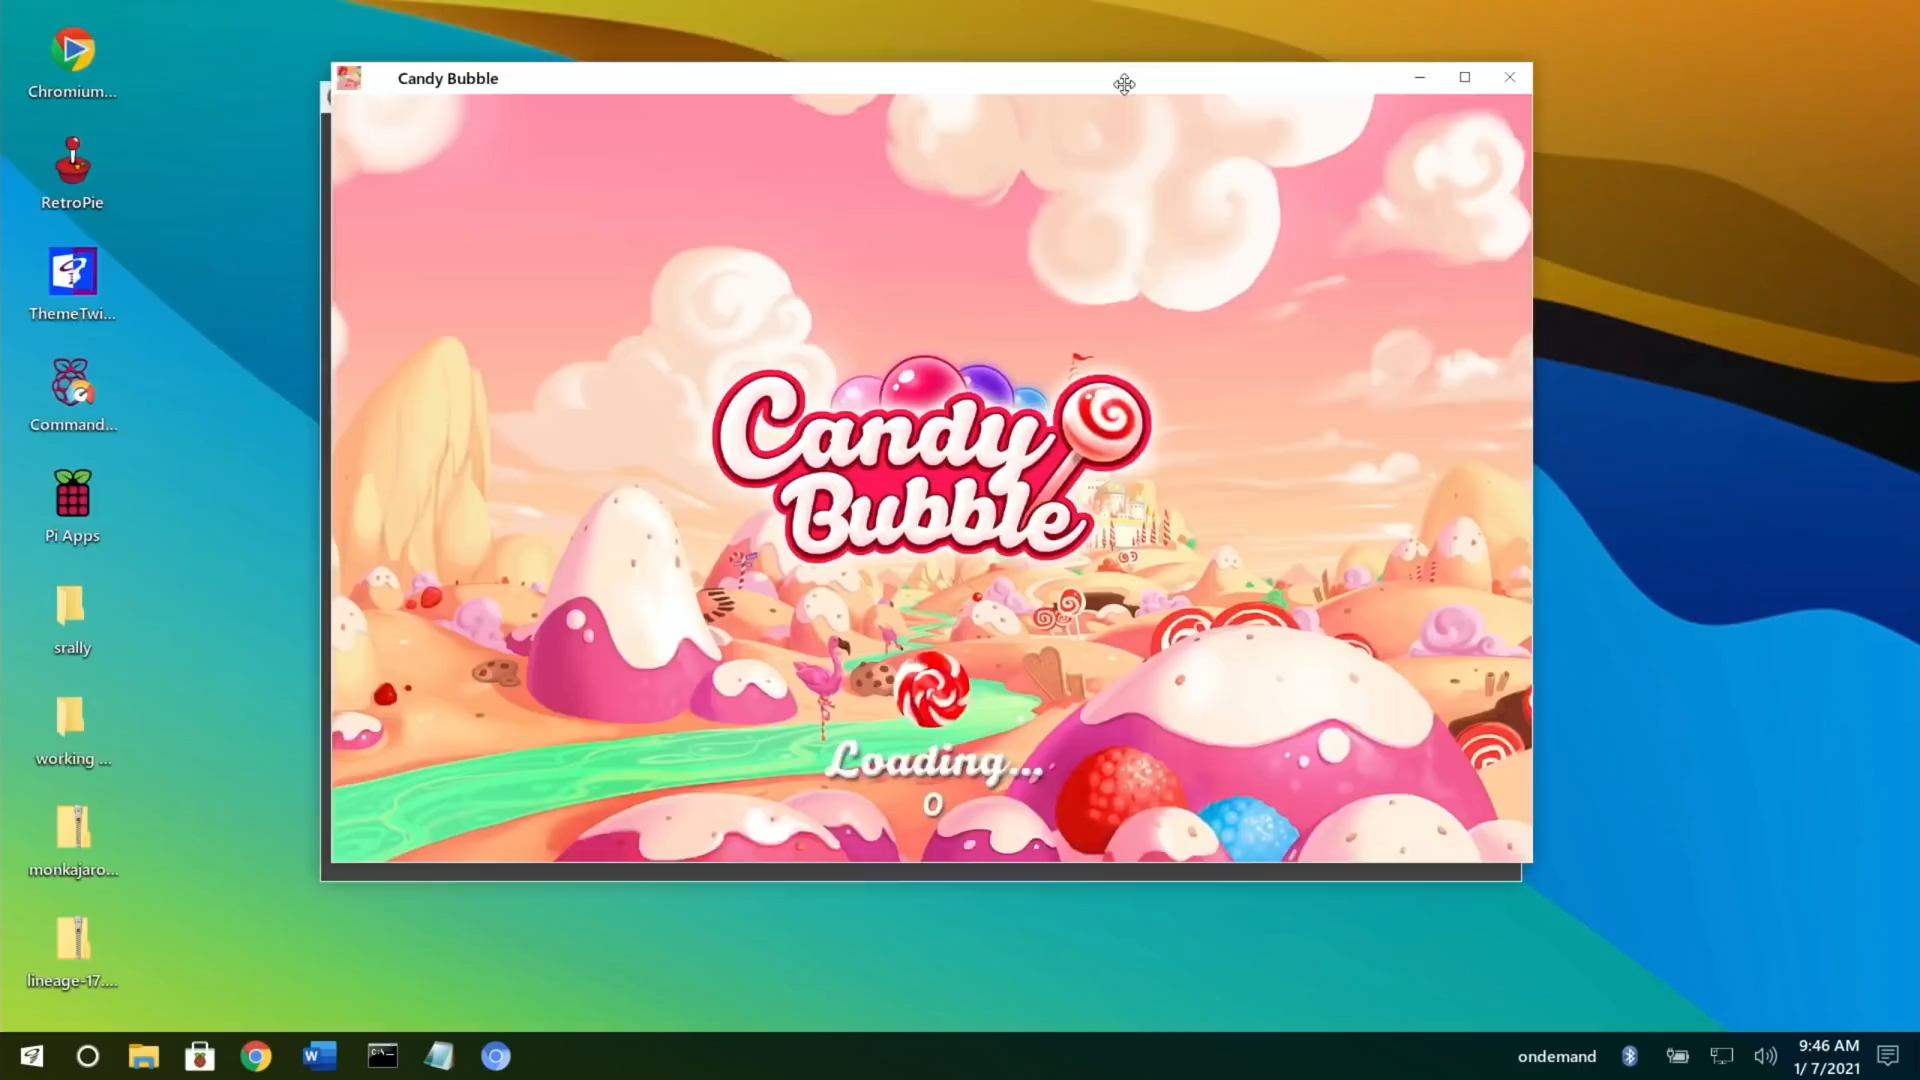 Candy Bubble
Chromium...
RetroPie
ThemeTwi...
Command...
Pi Apps
srally
working ...
monkajaro...
lineage-17....
Candy
Bubble
Loading...
0
W
C:\_
ondemand
9:46 AM
1/ 7/2021